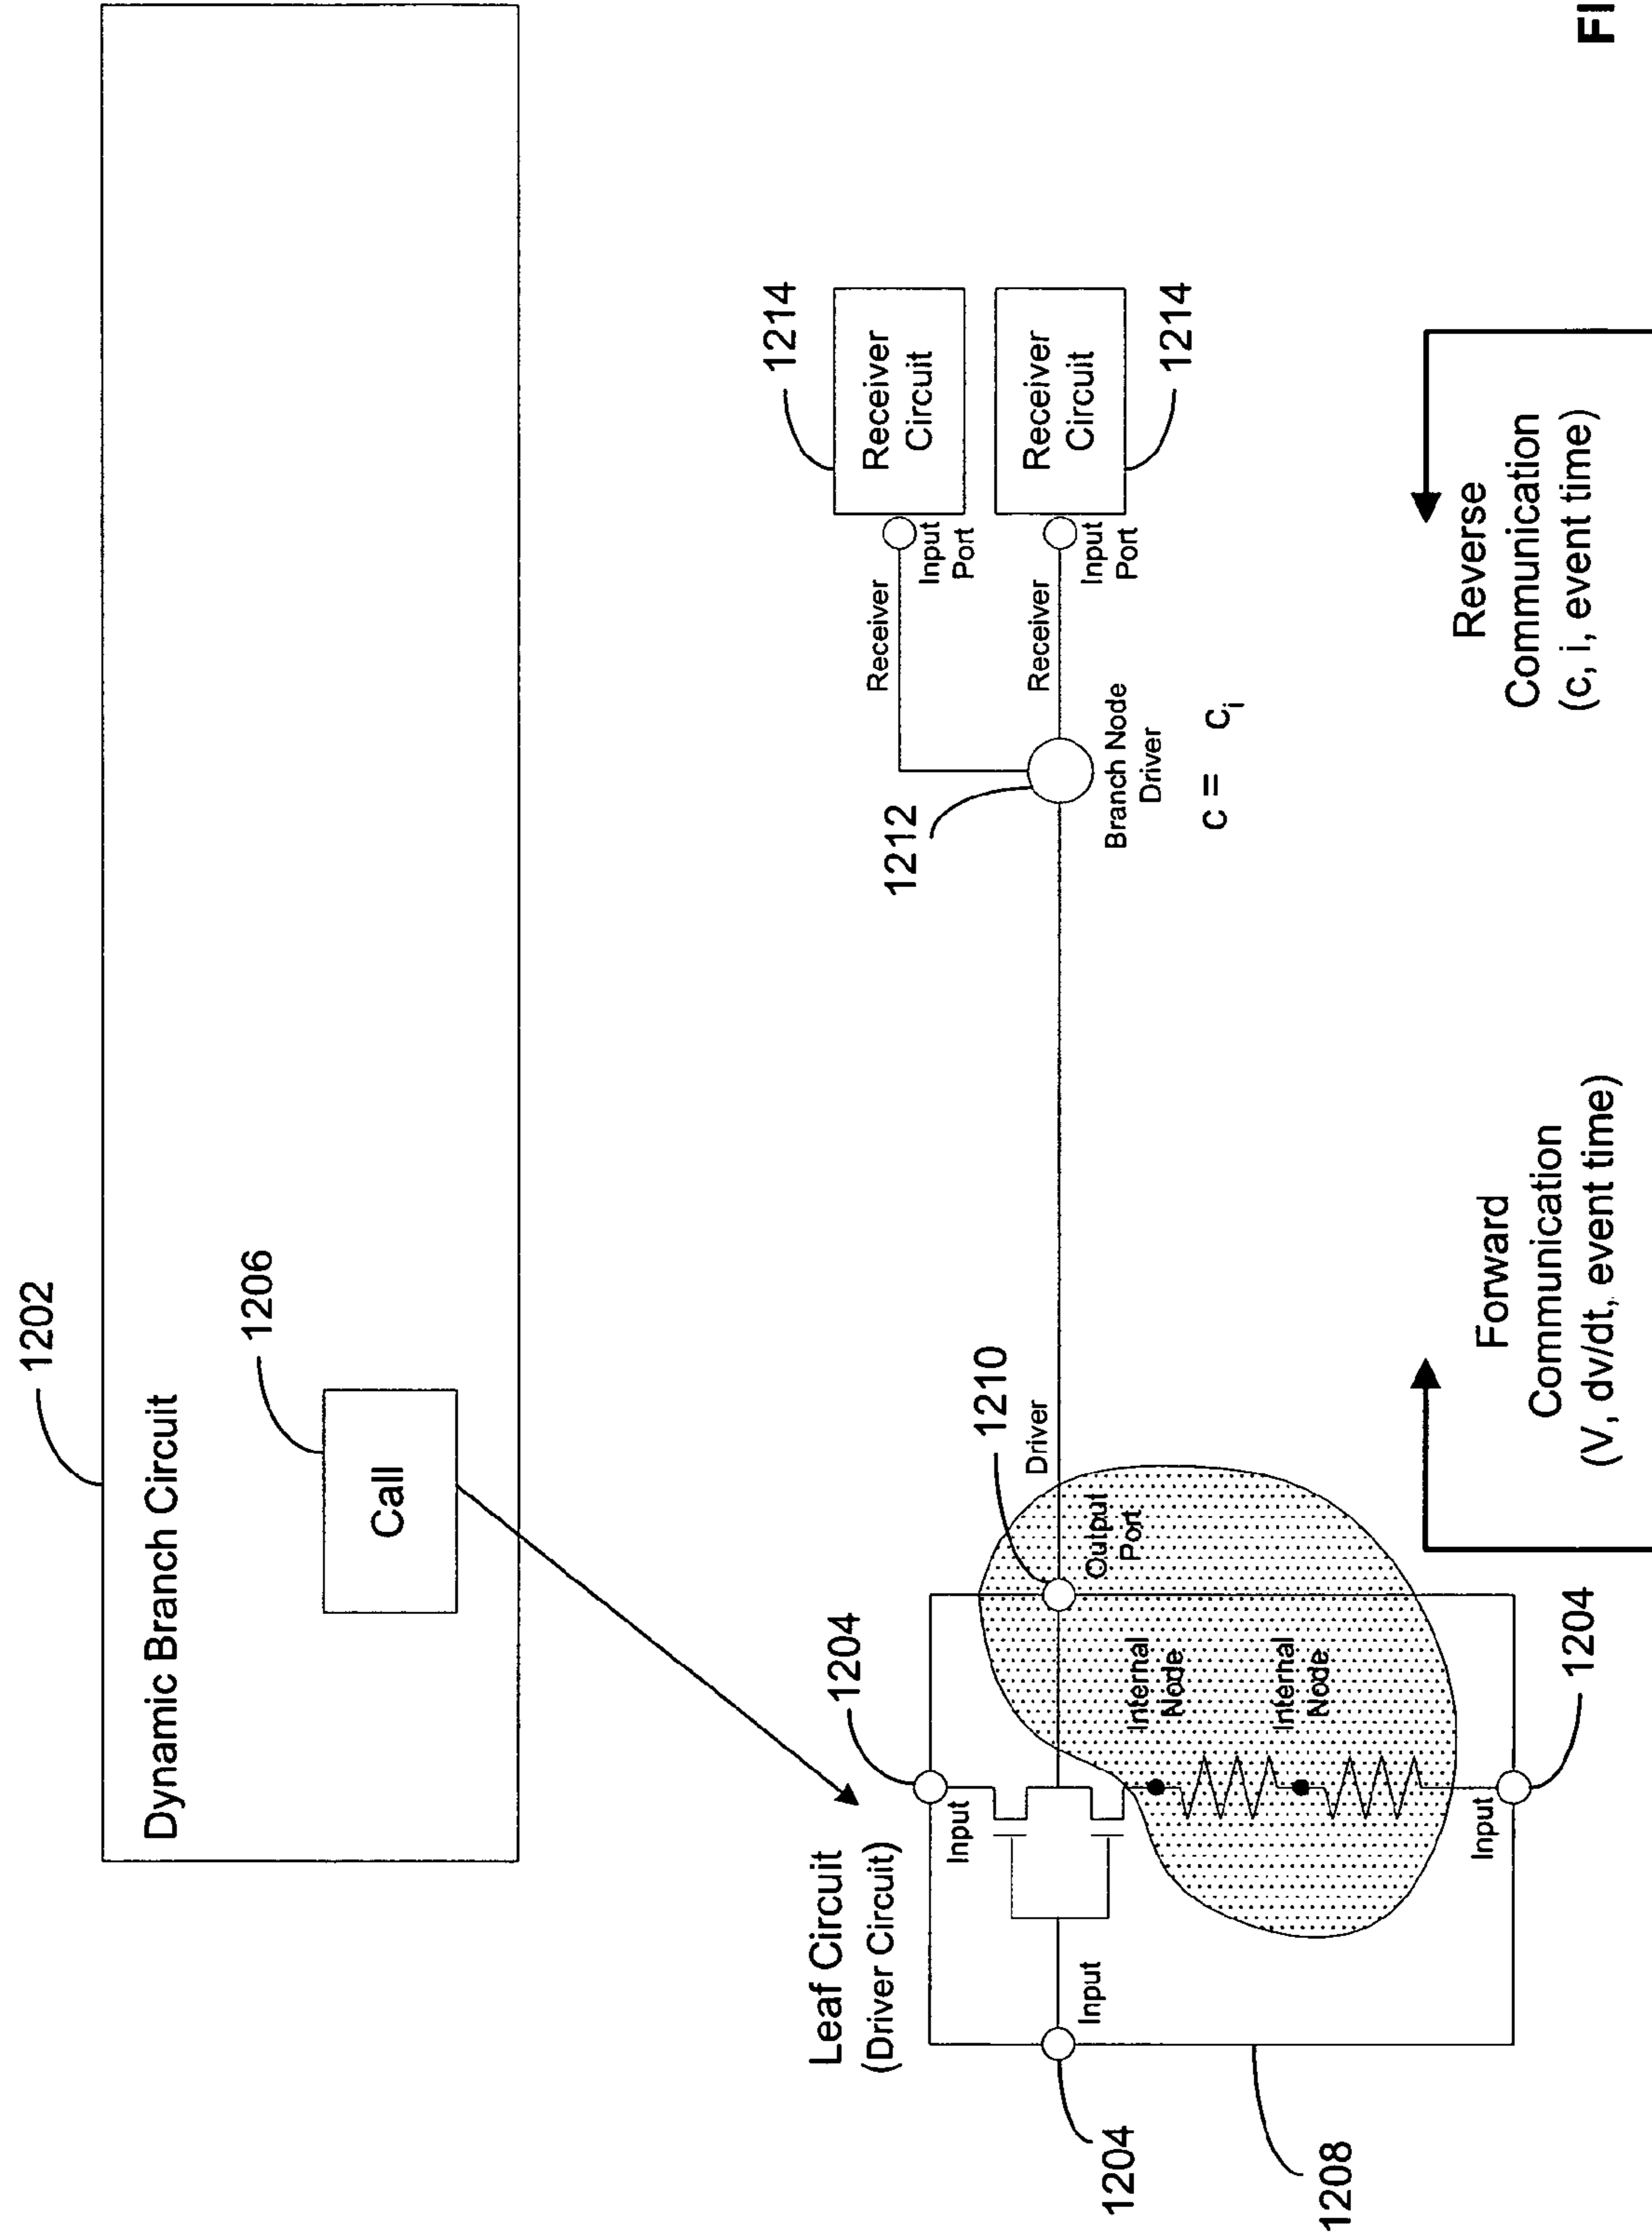 1202
Dynamic Branch Circuit
1206
Call
Leaf Circuit
(Driver Circuit)
1204
Input
1204
Input
1204
Input
1208
Internal
Node
Internal
Node
Output
Port
1210
Driver
1212
Branch Node
Driver
c = c_i
Receiver
Receiver
Input
Port
Input
Port
1214
Receiver
Circuit
Receiver
Circuit
1214
Forward
Communication
(V, dv/dt, event time)
Reverse
Communication
(c, i, event time)
FI